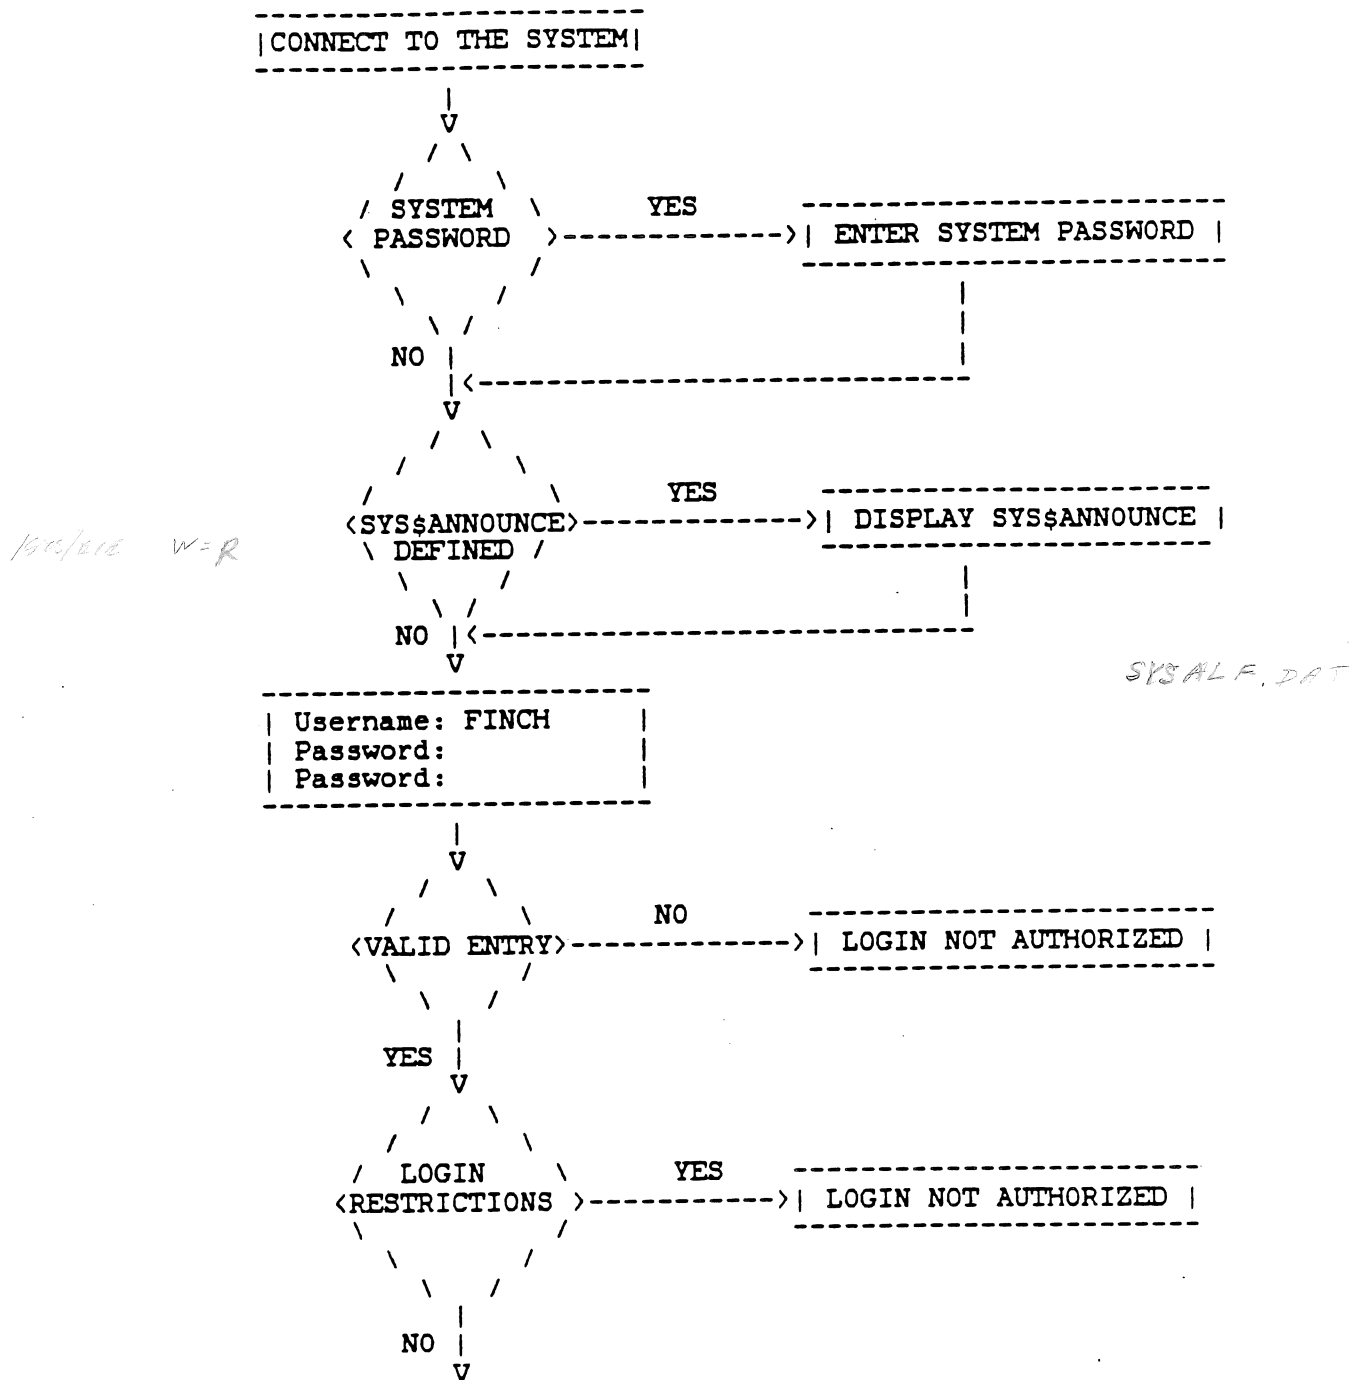 CONNECT TO THE SYSTEM
SYSTEM PASSWORD
YES
ENTER SYSTEM PASSWORD
NO
SYS$ANNOUNCE DEFINED
YES
DISPLAY SYS$ANNOUNCE
W=R
NO
SYSALF.DAT
Username: FINCH
Password:
Password:
VALID ENTRY
NO
LOGIN NOT AUTHORIZED
YES
LOGIN RESTRICTIONS
YES
LOGIN NOT AUTHORIZED
NO